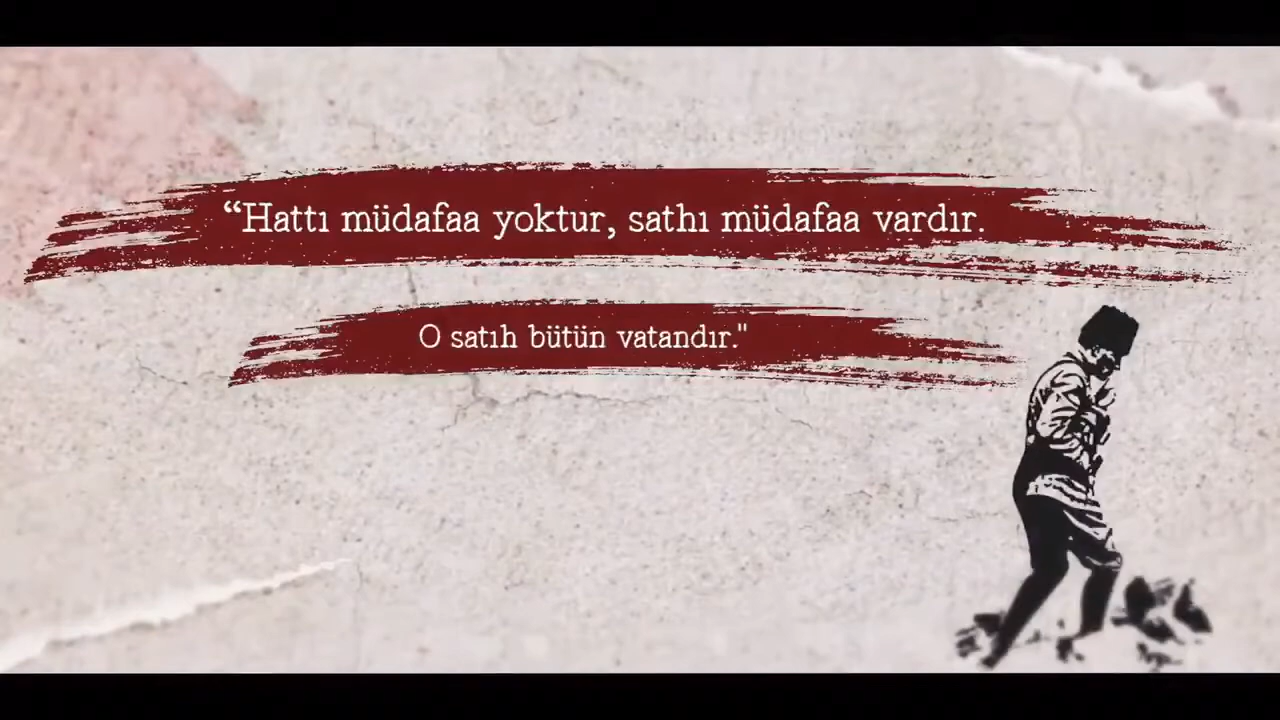 “Hattı müdafaa yoktur, sathı müdafaa vardır.
O satıh bütün vatandır."